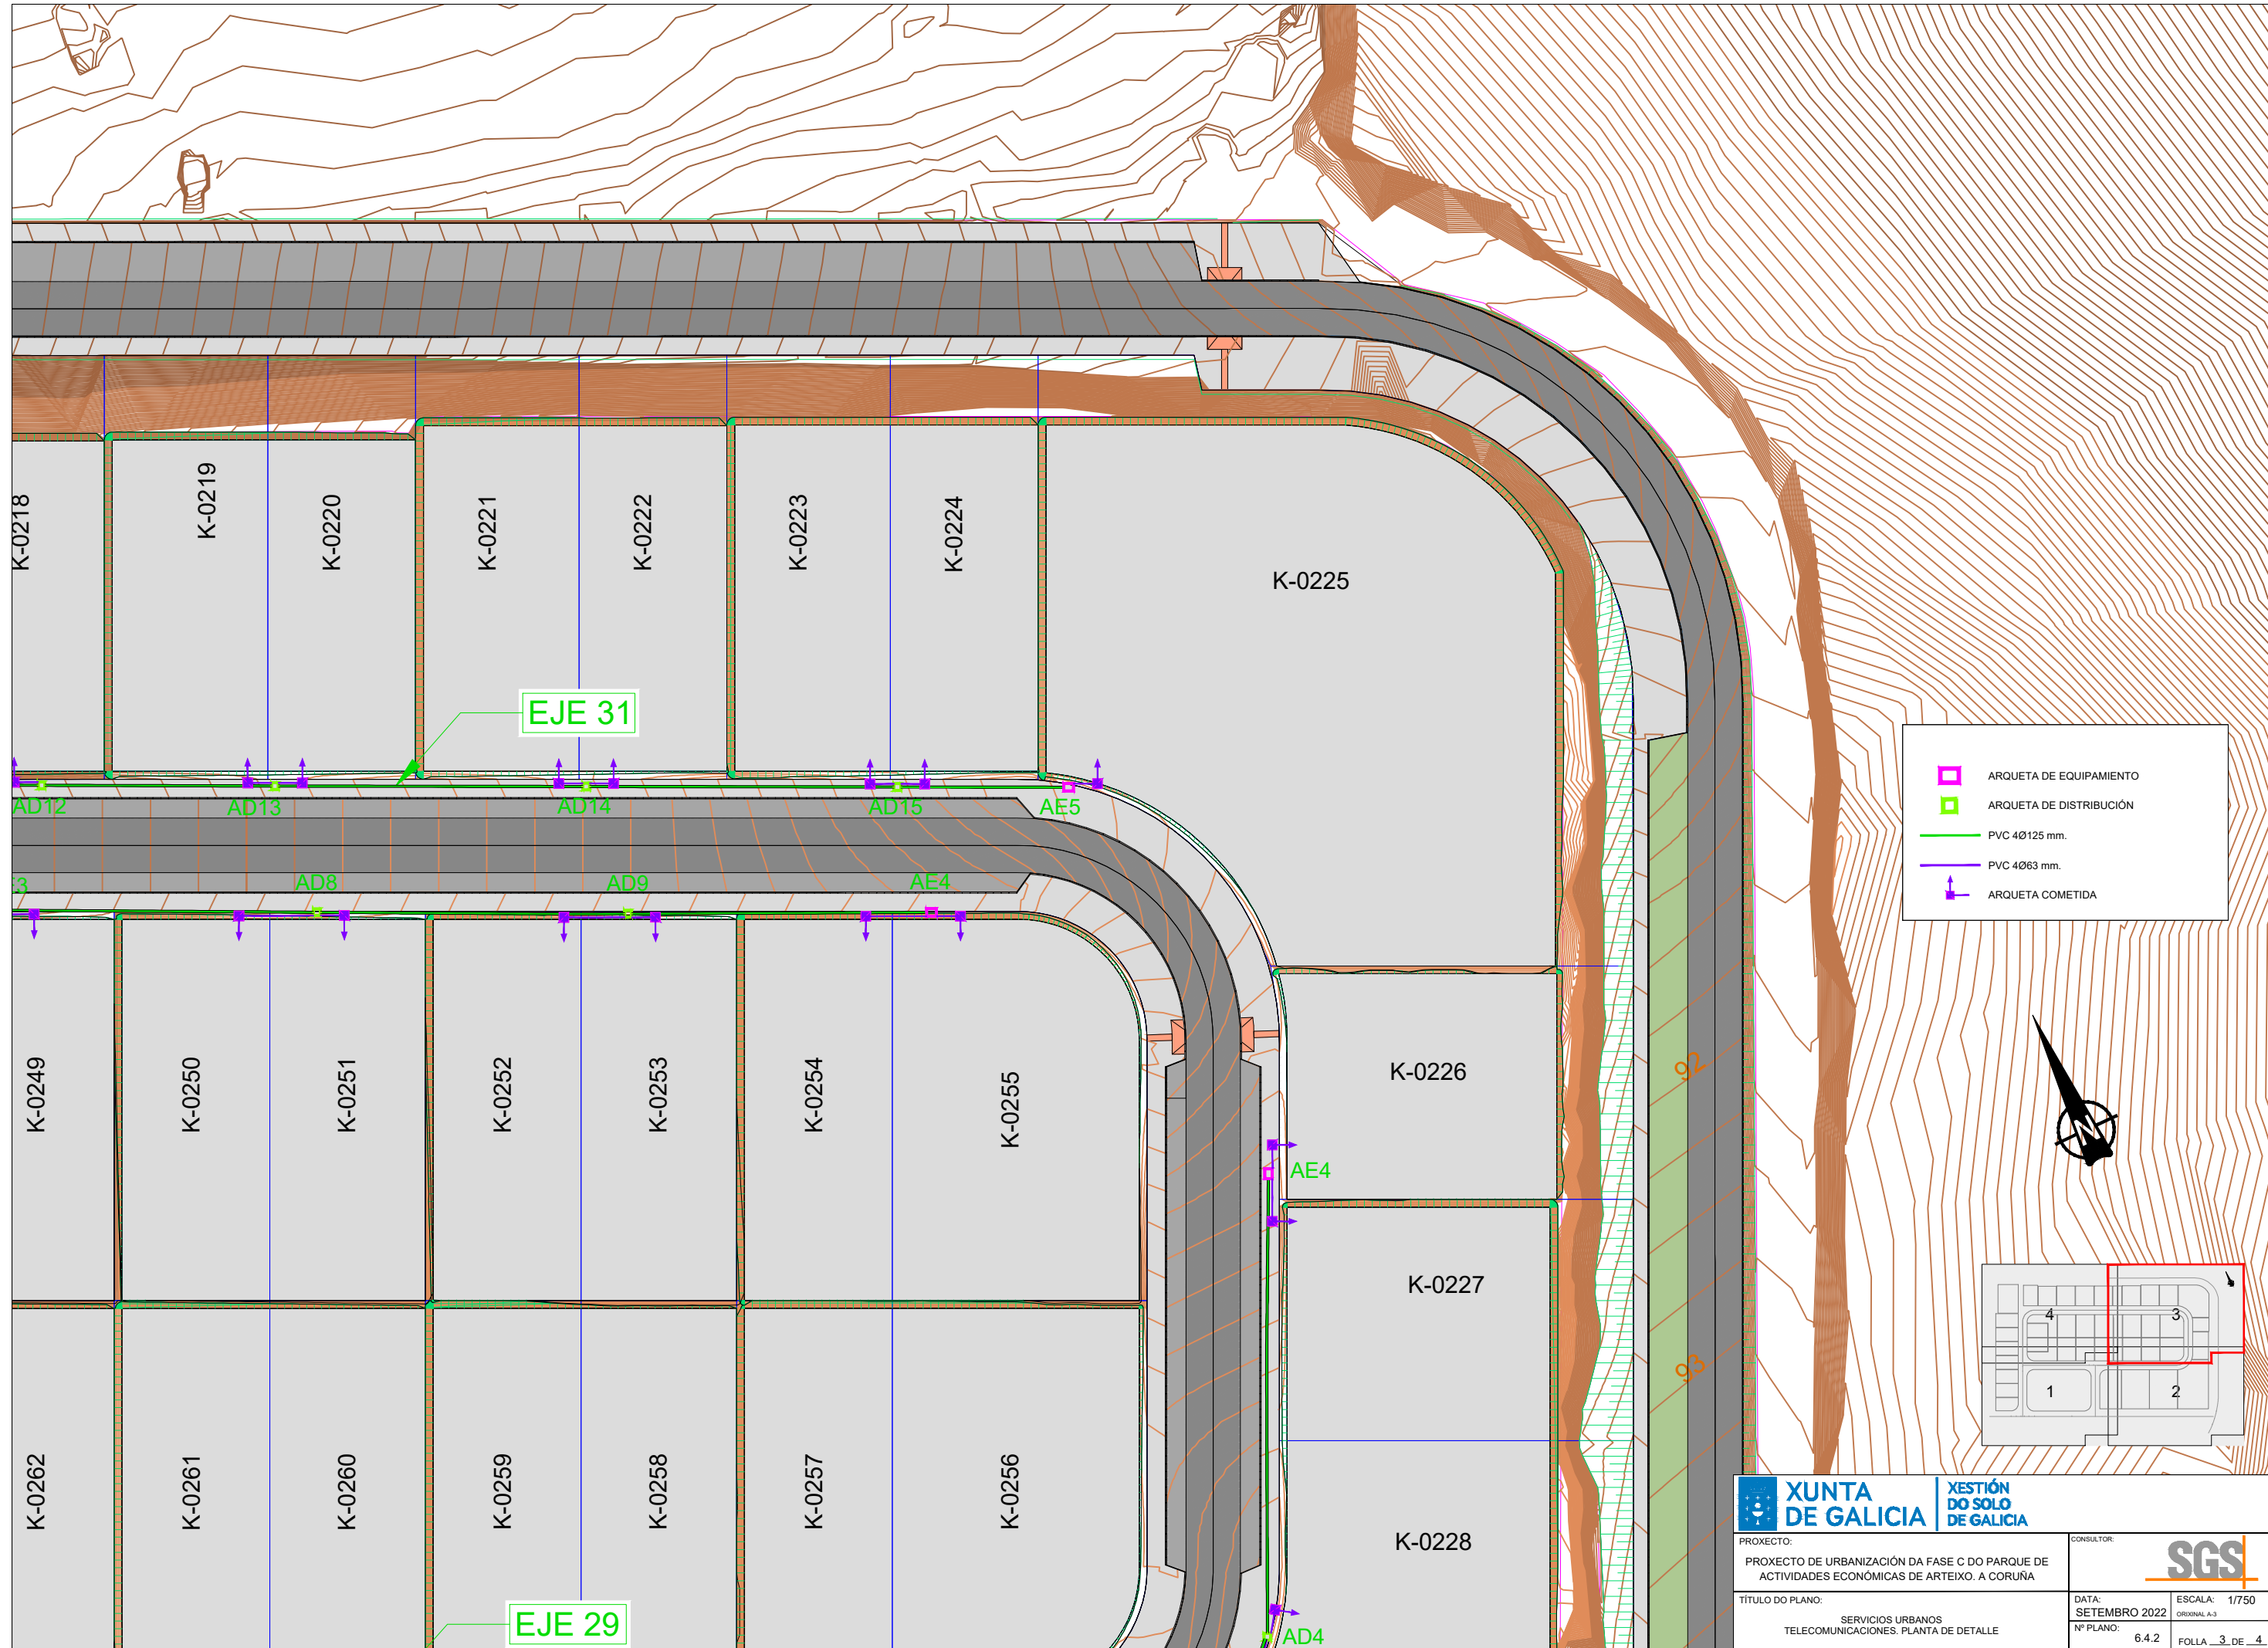 K-0218
K-0219
K-0220
K-0221
K-0222
K-0223
K-0224
K-0225
EJE 31
AD12
AD13
AD14
AD15
AE5
AD8
AD9
AE4
ARQUETA DE EQUIPAMIENTO
ARQUETA DE DISTRIBUCIÓN
PVC 4Ø125 mm.
PVC 4Ø63 mm.
ARQUETA COMETIDA
K-0249
K-0250
K-0251
K-0252
K-0253
K-0254
K-0255
K-0226
92
AE4
K-0227
93
4
3
1
2
K-0262
K-0261
K-0260
K-0259
K-0258
K-0257
K-0256
K-0228
EJE 29
AD4
XUNTA
DE GALICIA
XESTIÓN
DO SOLO
DE GALICIA
PROXECTO:
PROXECTO DE URBANIZACIÓN DA FASE C DO PARQUE DE
ACTIVIDADES ECONÓMICAS DE ARTEIXO. A CORUÑA
CONSULTOR:
SGS
TÍTULO DO PLANO:
SERVICIOS URBANOS
TELECOMUNICACIONES. PLANTA DE DETALLE
DATA:
SETEMBRO 2022
ESCALA: 1/750
ORIXINAL A-3
Nº PLANO:
6.4.2
FOLLA 3 DE 4